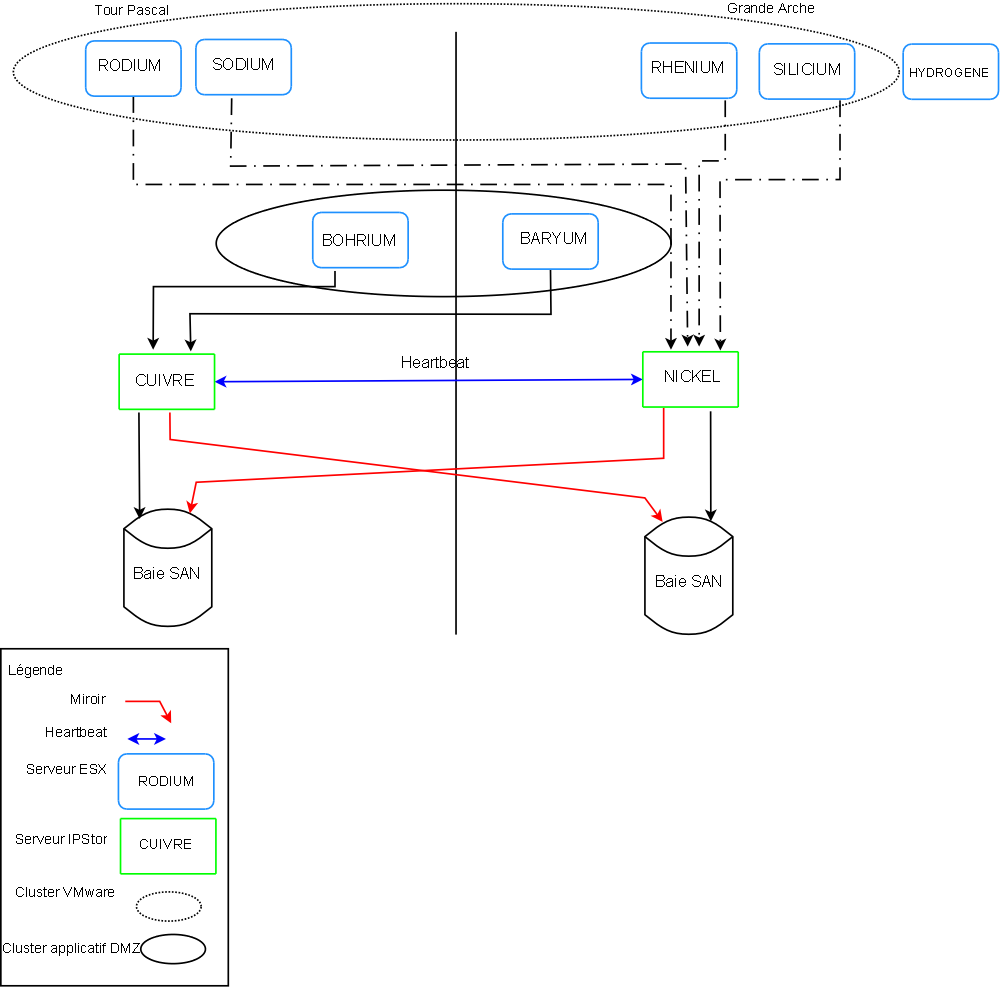 Tour Pascal
Grande Arche
RODIUM
SODIUM
RHENIUM
SILICIUM
HYDROGENE
BOHRIUM
BARYUM
Heartbeat
CUIVRE
NICKEL
Baie SAN
Baie SAN
Légende
Miroir
Heartbeat
Serveur ESX
RODIUM
Serveur IPStor
CUIVRE
Cluster VMware
Cluster applicatif DMZ